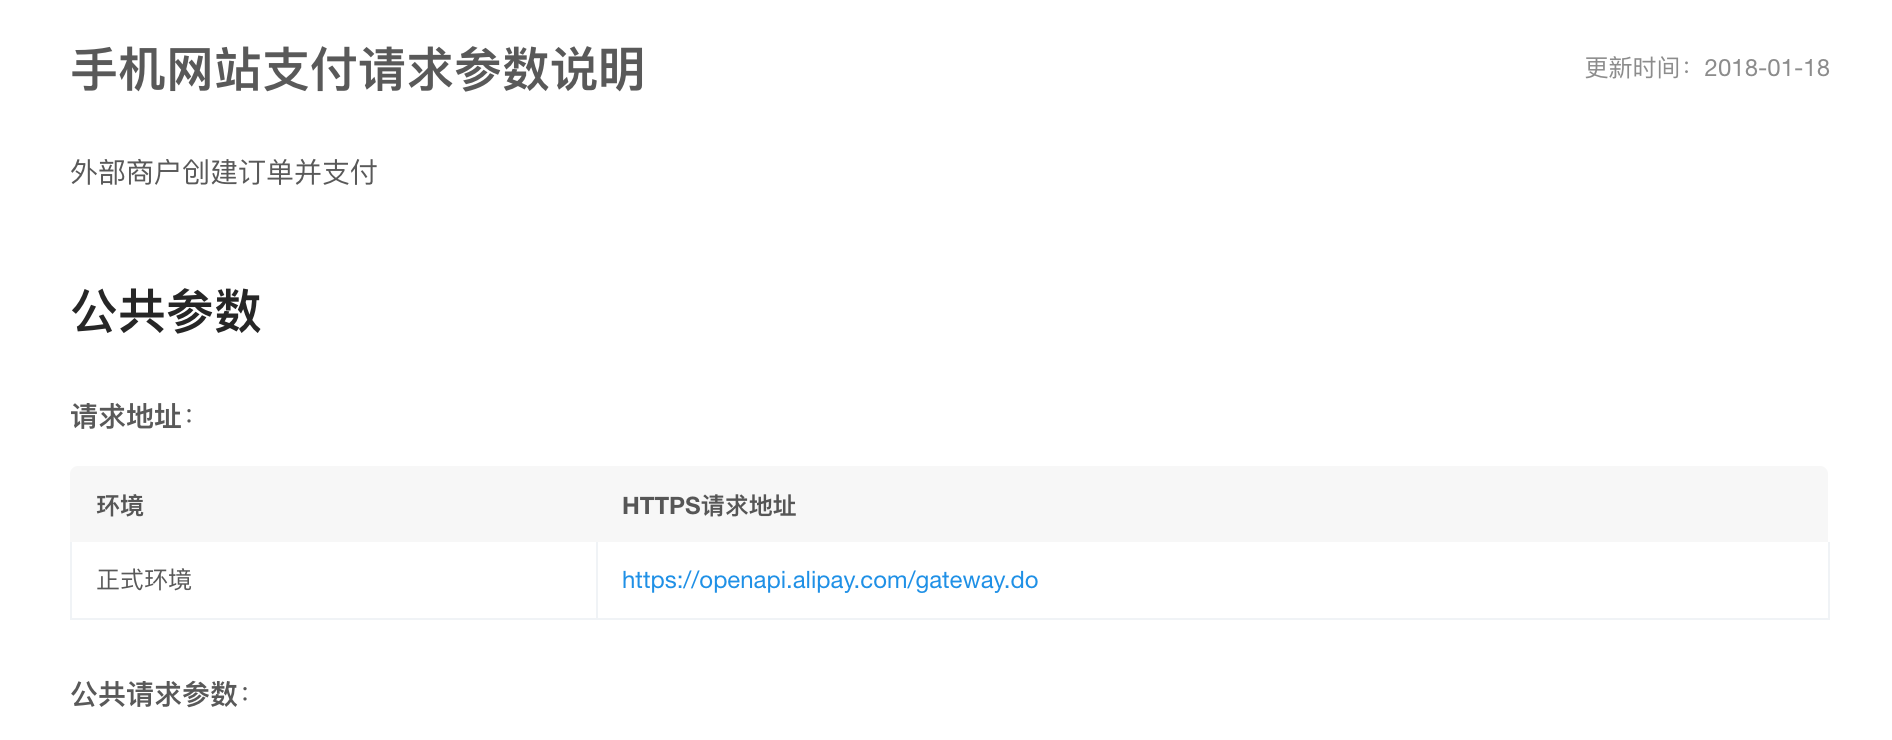 手机网站支付请求参数说明
更新时间：2018-01-18
外部商户创建订单并支付
公共参数
请求地址：
环境 HTTPS请求地址
正式环境 https://openapi.alipay.com/gateway.do
公共请求参数：